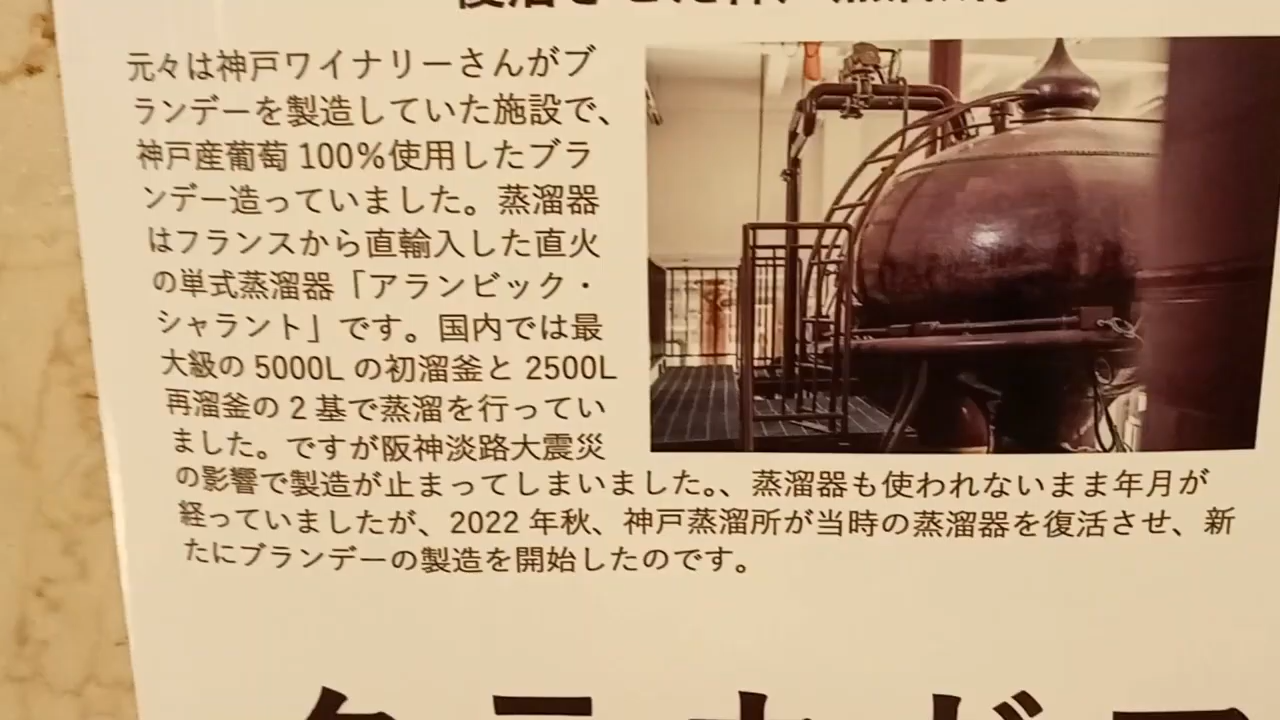 元々は神戸ワイナリーさんがブ
ランデーを製造していた施設で、
神戸産葡萄 100%使用したブラ
ンデー造っていました。蒸溜器
はフランスから直輸入した直火
の単式蒸溜器「アランビック・
シャラント」です。国内では最
大級の 5000L の初溜釜と 2500L
再溜釜の 2 基で蒸溜を行ってい
ました。ですが阪神淡路大震災
の影響で製造が止まってしまいました。、蒸溜器も使われないまま年月が
経っていましたが、2022 年秋、神戸蒸溜所が当時の蒸溜器を復活させ、新
たにブランデーの製造を開始したのです。